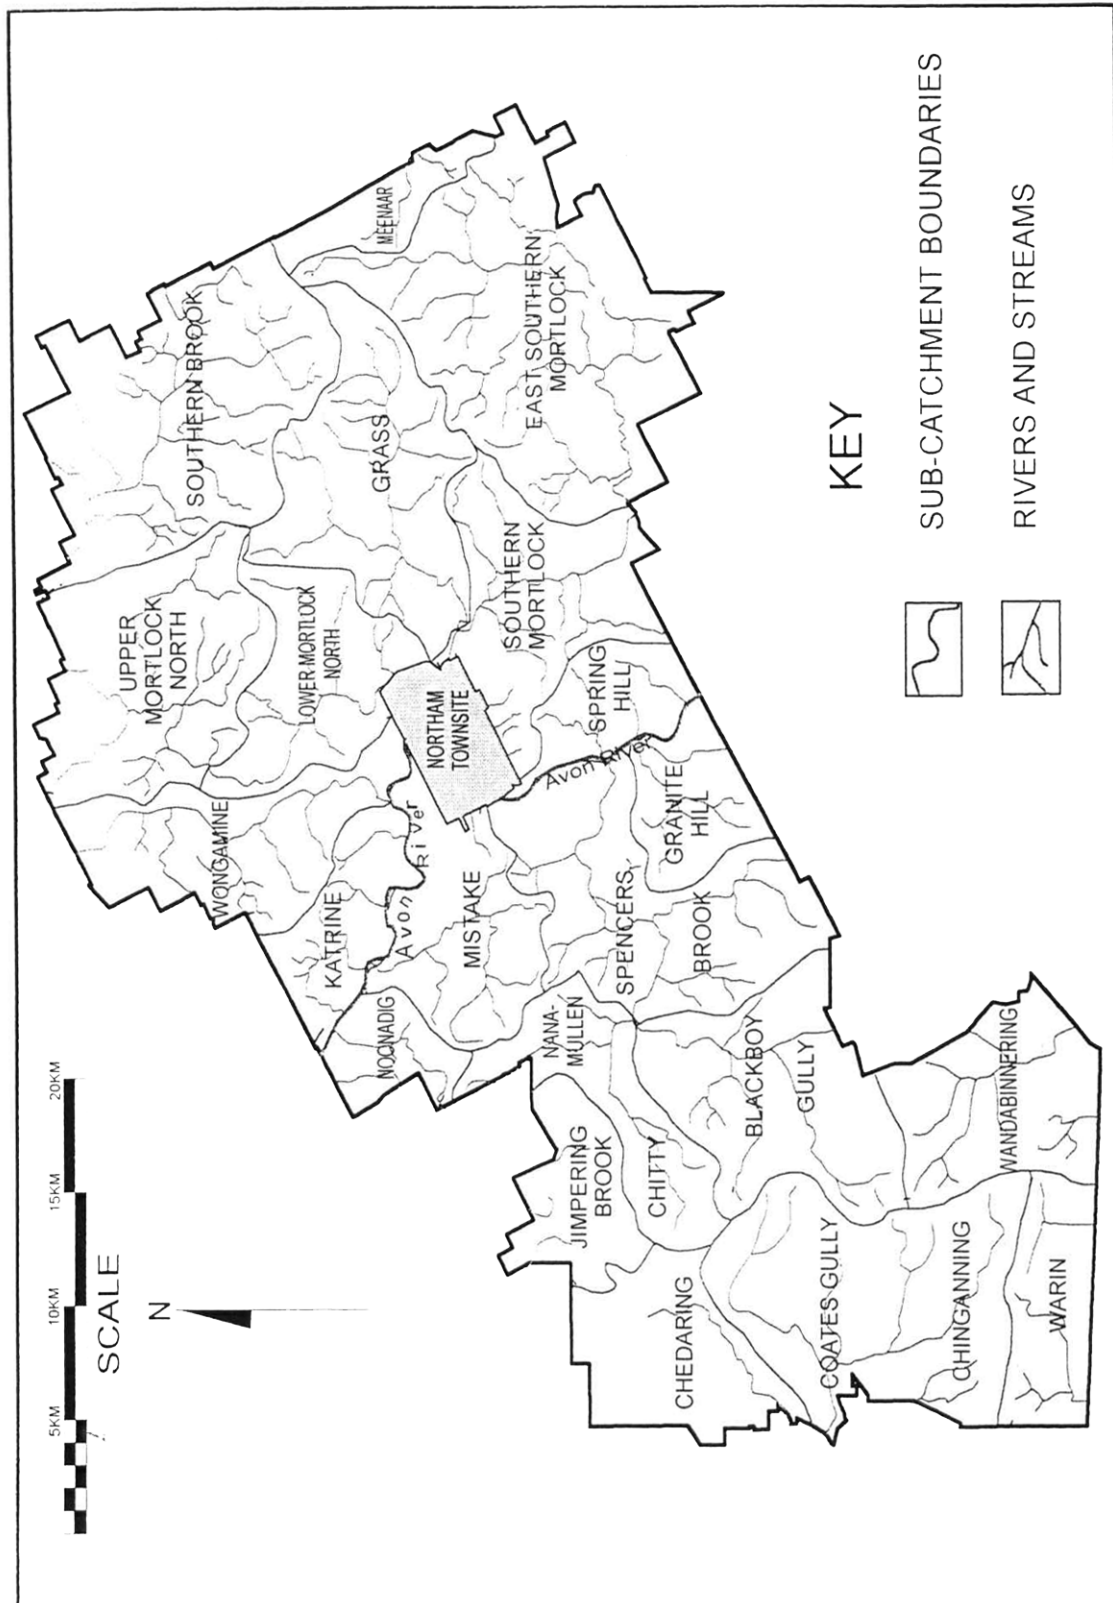 5KM
10KM
15KM
20KM
SCALE
N
UPPER
MORTLOCK
NORTH
SOUTHERN BROOK
WONGAMINE
LOWER MORTLOCK
NORTH
MEENAAR
KATRINE
GRASS
NOONADIG
Avon River
NORTHAM
TOWNSITE
MISTAKE
EAST SOUTHERN
MORTLOCK
SOUTHERN
MORTLOCK
NANA-
MULLEN
Avon River
SPRING
HILL
JIMPERING
BROOK
SPENCERS
BROOK
GRANITE
HILL
CHITTY
CHEDARING
BLACKBOY
GULLY
COATES GULLY
CHINGANNING
WANDABINNERING
WARIN
KEY
SUB-CATCHMENT BOUNDARIES
RIVERS AND STREAMS